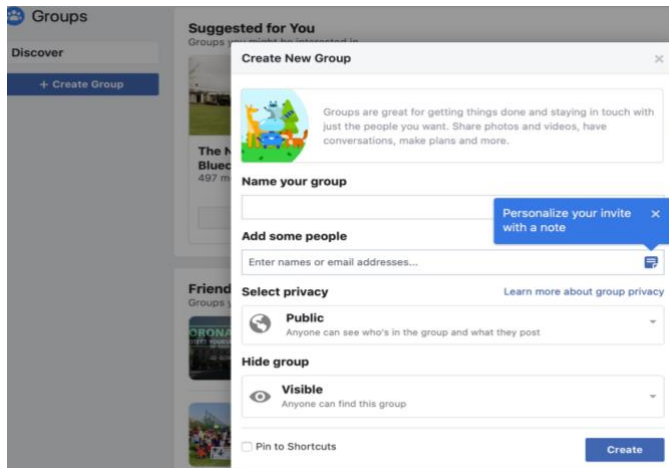 Groups
Discover
+ Create Group
Suggested for You
Groups you might be interested in
The N
Bluec
497 m
Friend
Groups y
ORONA
Create New Group
Groups are great for getting things done and staying in touch with
just the people you want. Share photos and videos, have
conversations, make plans and more.
Name your group
Personalize your invite
with a note
Add some people
Enter names or email addresses...
Select privacy
Learn more about group privacy
Public
Anyone can see who's in the group and what they post
Hide group
Visible
Anyone can find this group
Pin to Shortcuts
Create